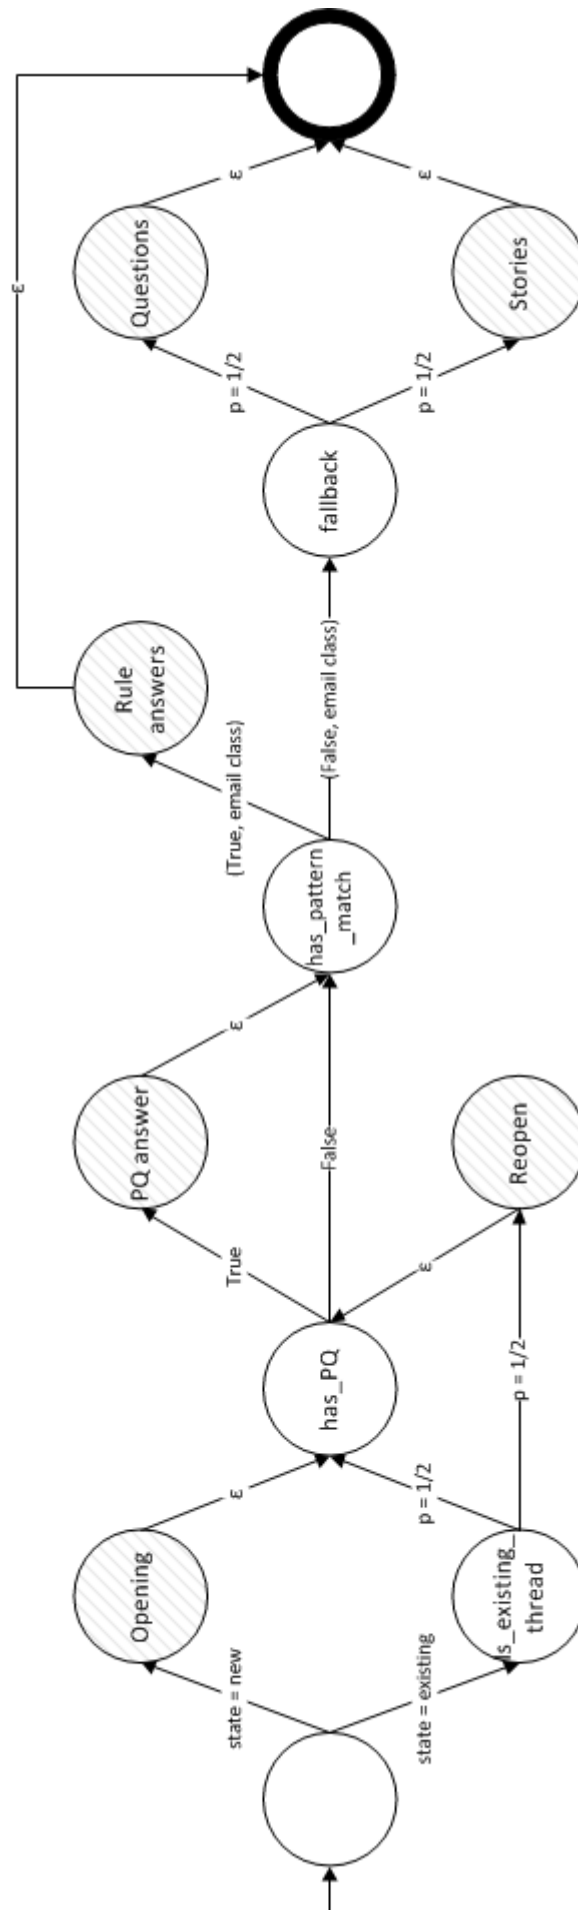 ε
ε
ε
Questions
Stories
p = 1/2
p = 1/2
fallback
Rule
answers
(True, email class)
(False, email class)
has_pattern
_match
ε
PQ answer
False
Reopen
True
ε
has_PQ
p = 1/2
ε
p = 1/2
Opening
Is_existing_
thread
state = new
state = existing